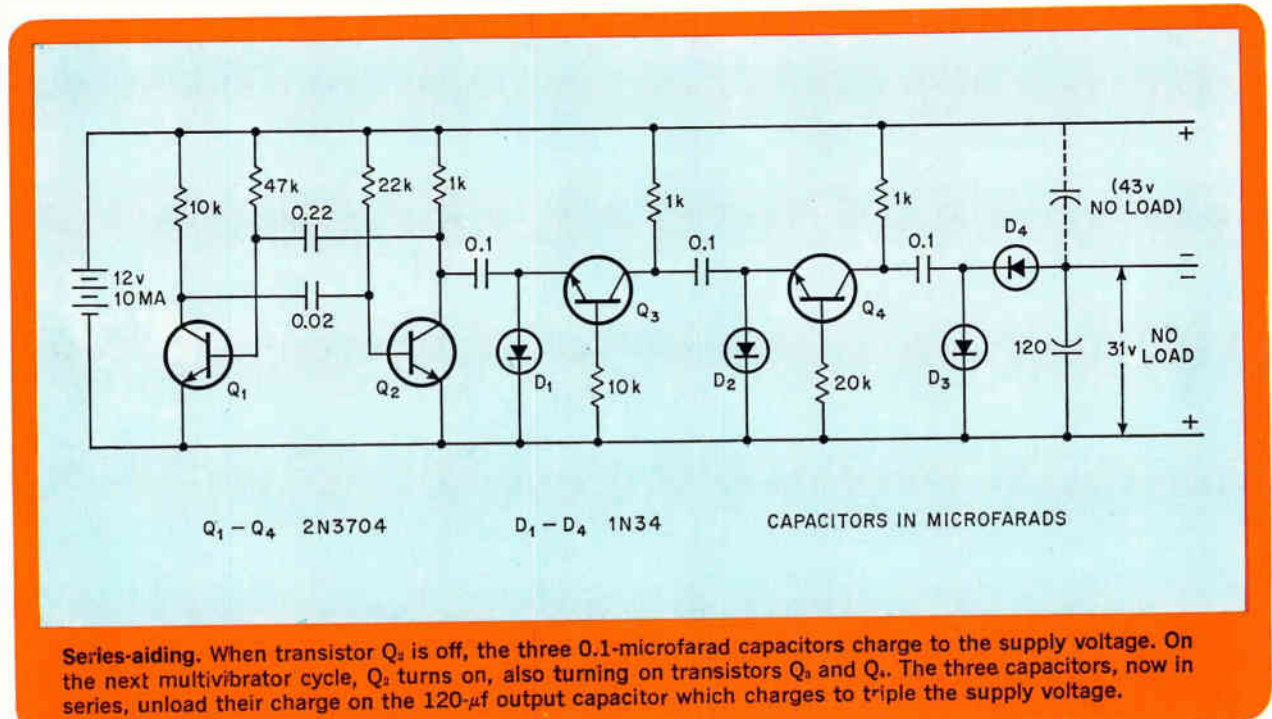 +
10k
47k
22k
1k
0.22
0.02
12v
10 MA
Q1
Q2
0.1
D1
Q3
10k
1k
0.1
D2
Q4
20k
1k
0.1
D3
D4
(43v
NO LOAD)
−
−
120
31v NO
LOAD
+
Q1 – Q4 2N3704 D1 – D4 1N34 CAPACITORS IN MICROFARADS
Series-aiding. When transistor Q2 is off, the three 0.1-microfarad capacitors charge to the supply voltage. On
the next multivibrator cycle, Q2 turns on, also turning on transistors Q3 and Q4. The three capacitors, now in
series, unload their charge on the 120-μf output capacitor which charges to triple the supply voltage.